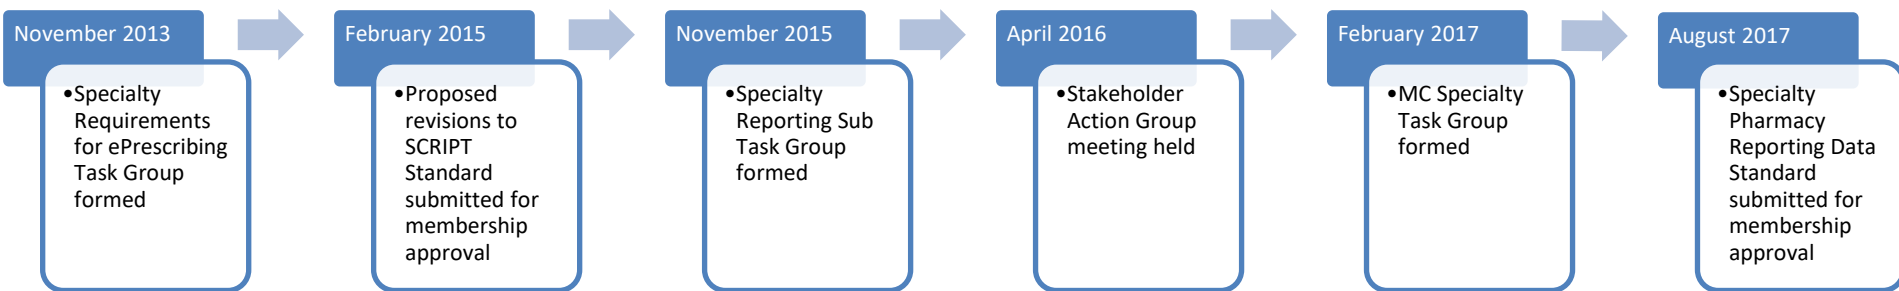 November 2013
•Specialty
Requirements
for ePrescribing
Task Group
formed
February 2015
•Proposed
revisions to
SCRIPT
Standard
submitted for
membership
approval
November 2015
•Specialty
Reporting Sub
Task Group
formed
April 2016
•Stakeholder
Action Group
meeting held
February 2017
•MC Specialty
Task Group
formed
August 2017
•Specialty
Pharmacy
Reporting Data
Standard
submitted for
membership
approval